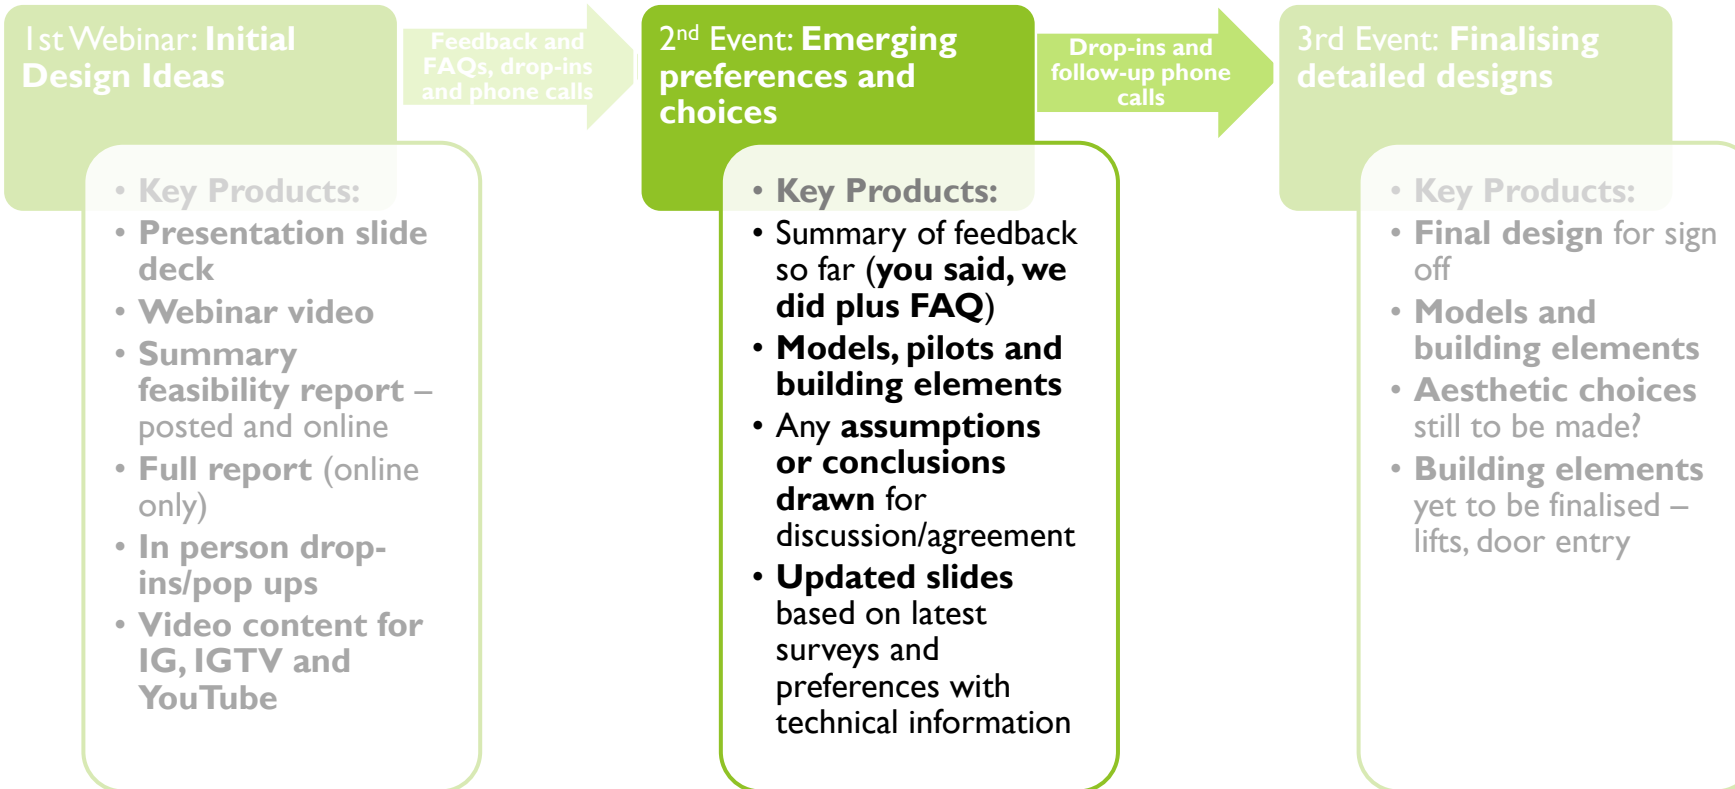 1st Webinar: Initial
Design Ideas
Feedback and
FAQs, drop-ins
and phone calls
2nd Event: Emerging
preferences and
choices
Drop-ins and
follow-up phone
calls
3rd Event: Finalising
detailed designs
• Key Products:
• Presentation slide
deck
• Webinar video
• Summary
feasibility report –
posted and online
• Full report (online
only)
• In person drop-
ins/pop ups
• Video content for
IG, IGTV and
YouTube
• Key Products:
• Summary of feedback
so far (you said, we
did plus FAQ)
• Models, pilots and
building elements
• Any assumptions
or conclusions
drawn for
discussion/agreement
• Updated slides
based on latest
surveys and
preferences with
technical information
• Key Products:
• Final design for sign
off
• Models and
building elements
• Aesthetic choices
still to be made?
• Building elements
yet to be finalised –
lifts, door entry